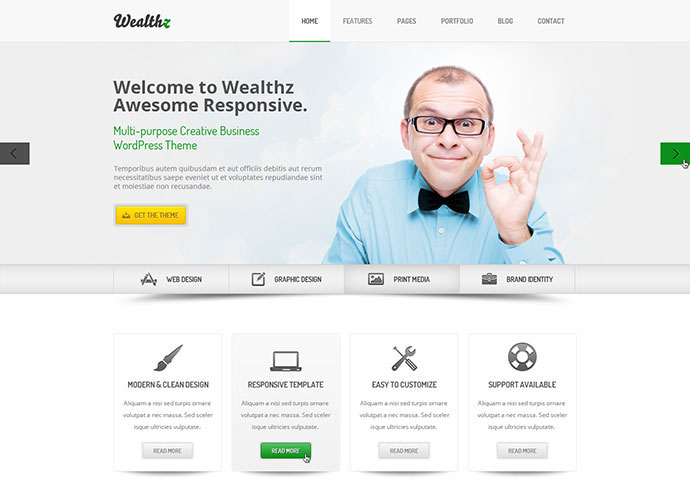 Wealthz
HOME FEATURES PAGES PORTFOLIO BLOG CONTACT
Welcome to Wealthz
Awesome Responsive.
Multi-purpose Creative Business
WordPress Theme
Temporibus autem quibusdam et aut officiis debitis aut rerum
necessitatibus saepe eveniet ut et voluptates repudiandae sint
et molestiae non recusandae.
GET THE THEME
WEB DESIGN GRAPHIC DESIGN PRINT MEDIA BRAND IDENTITY
MODERN & CLEAN DESIGN
Aliquam a nisi sed turpis ornare
volutpat a nec massa. Sed sceler
isque ultricies vulputate.
READ MORE
RESPONSIVE TEMPLATE
Aliquam a nisi sed turpis ornare
volutpat a nec massa. Sed sceler
isque ultricies vulputate.
READ MORE
EASY TO CUSTOMIZE
Aliquam a nisi sed turpis ornare
volutpat a nec massa. Sed sceler
isque ultricies vulputate.
READ MORE
SUPPORT AVAILABLE
Aliquam a nisi sed turpis ornare
volutpat a nec massa. Sed sceler
isque ultricies vulputate.
READ MORE